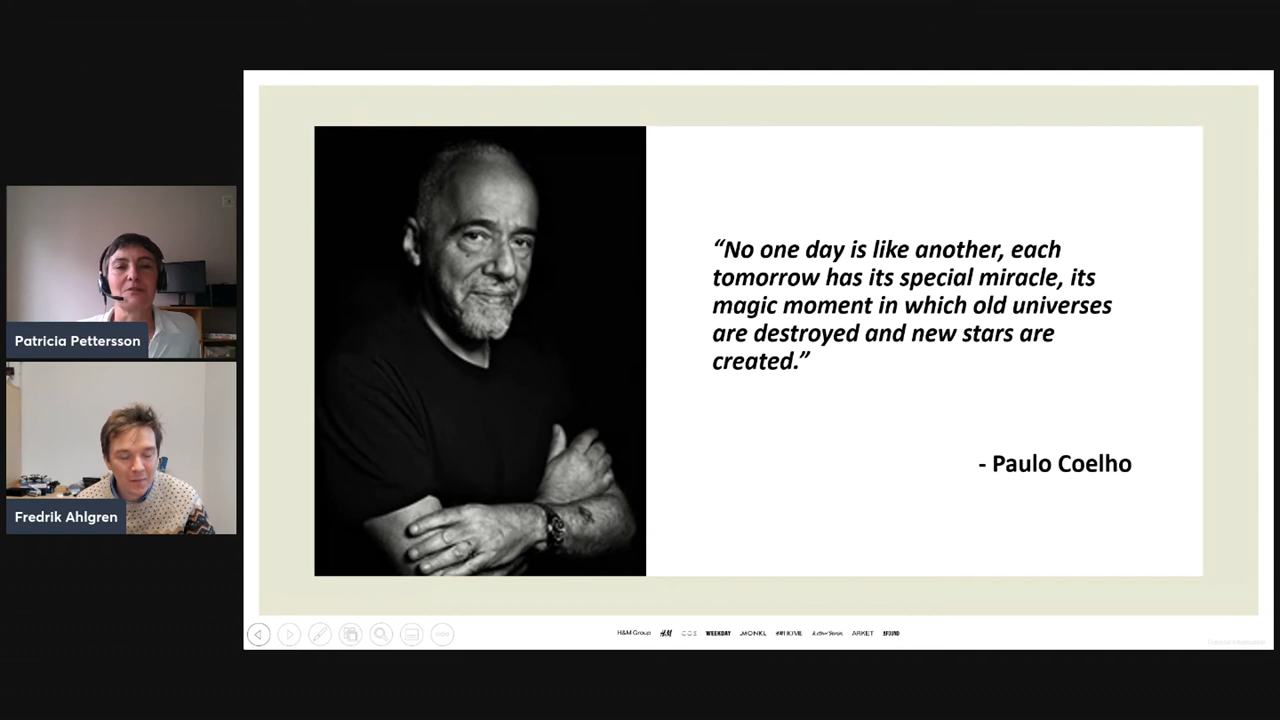 “No one day is like another, each
tomorrow has its special miracle, its
magic moment in which old universes
are destroyed and new stars are
created.”
- Paulo Coelho
Patricia Pettersson
Fredrik Ahlgren
H&M Group H&M COS WEEKDAY MONKI H&M HOME & Other Stories ARKET AFOUND